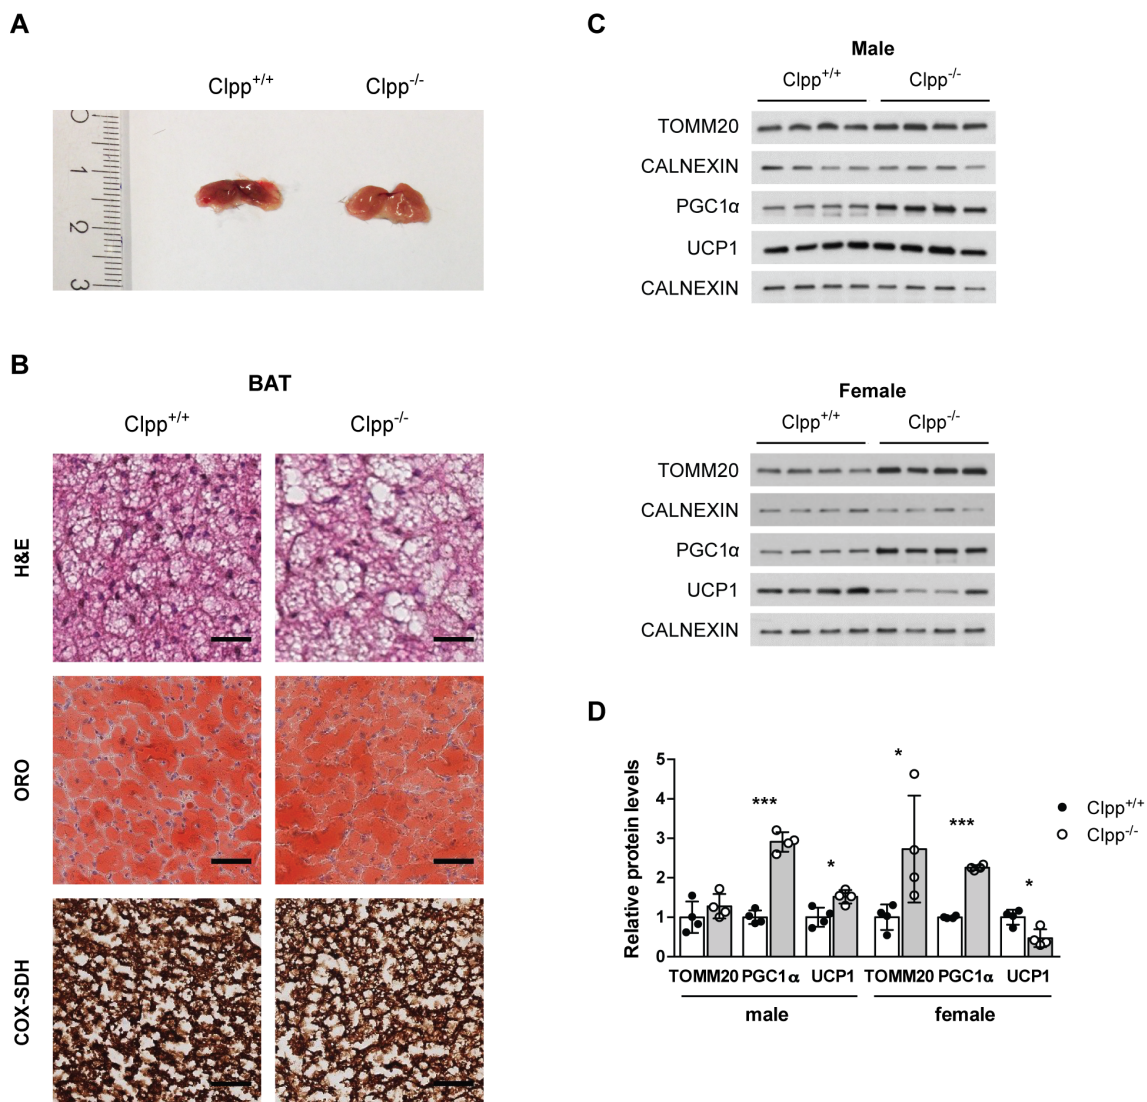 A
Clpp+/+ Clpp-/-
0
1
2
3
B
BAT
Clpp+/+ Clpp-/-
H&E
ORO
COX-SDH
C
Male
Clpp+/+ Clpp-/-
TOMM20
CALNEXIN
PGC1α
UCP1
CALNEXIN
Female
Clpp+/+ Clpp-/-
TOMM20
CALNEXIN
PGC1α
UCP1
CALNEXIN
D
Relative protein levels
5
4
3
2
1
0
*** * * *** *
TOMM20 PGC1α UCP1 TOMM20 PGC1α UCP1
male female
Clpp+/+
Clpp-/-